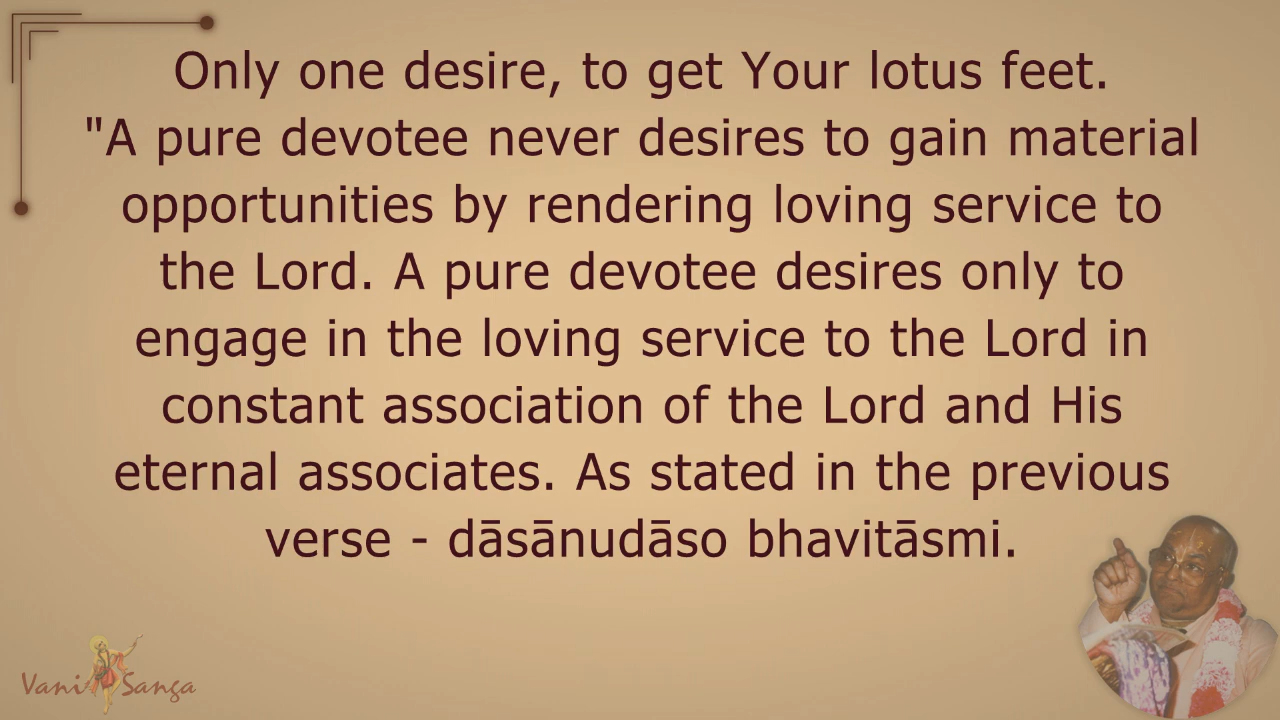 Only one desire, to get Your lotus feet.
"A pure devotee never desires to gain material
opportunities by rendering loving service to
the Lord. A pure devotee desires only to
engage in the loving service to the Lord in
constant association of the Lord and His
eternal associates. As stated in the previous
verse - dāsānudāso bhavitāsmi.
Vani Sanga